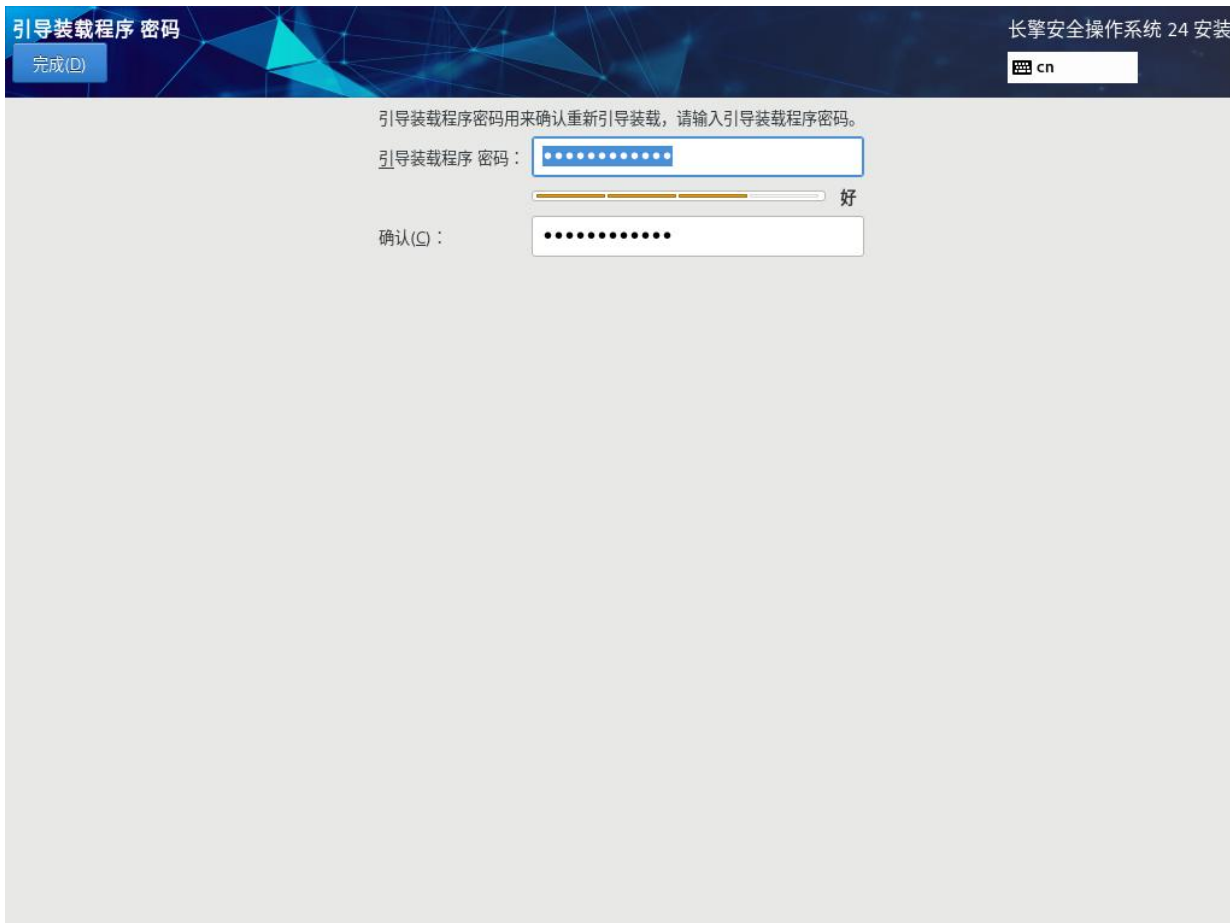 引导装载程序 密码
长擎安全操作系统 24 安装
完成(D)
cn
引导装载程序密码用来确认重新引导装载，请输入引导装载程序密码。
引导装载程序 密码：
••••••••••••
好
确认(C)：
••••••••••••